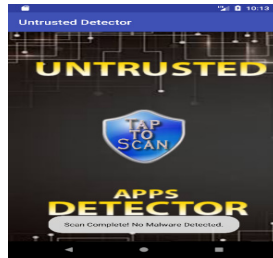 10:13
Untrusted Detector
UNTRUSTED
TAP
TO
SCAN
APPS
DETECTOR
Scan Complete! No Malware Detected.